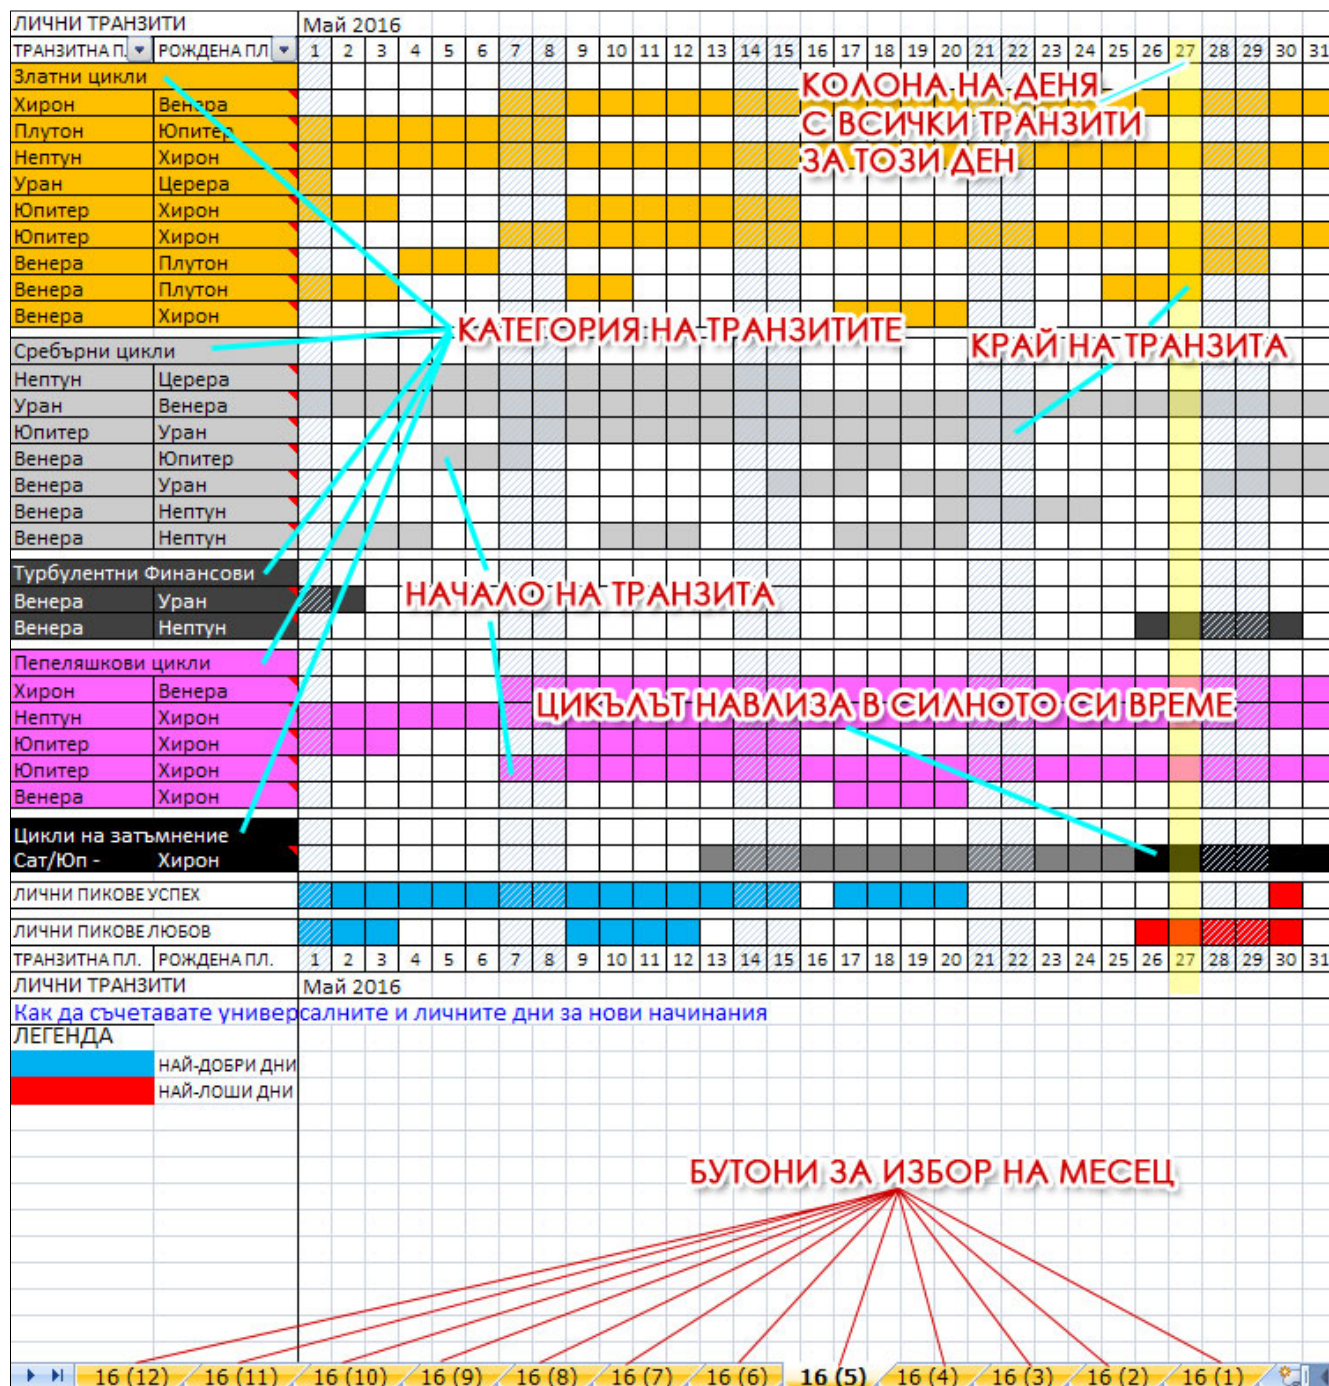 ЛИЧНИ ТРАНЗИТИ Май 2016
ТРАНЗИТНА П. РОЖДЕНА ПЛ 1 2 3 4 5 6 7 8 9 10 11 12 13 14 15 16 17 18 19 20 21 22 23 24 25 26 27 28 29 30 31
Златни цикли
КОЛОНА НА ДЕНЯ
С ВСИЧКИ ТРАНЗИТИ
ЗА ТОЗИ ДЕН
Хирон Венера
Плутон Юпитер
Нептун Хирон
Уран Церера
Юпитер Хирон
Юпитер Хирон
Венера Плутон
Венера Плутон
Венера Хирон
КАТЕГОРИЯ НА ТРАНЗИТИТЕ
КРАЙ НА ТРАНЗИТА
Сребърни цикли
Нептун Церера
Уран Венера
Юпитер Уран
Венера Юпитер
Венера Уран
Венера Нептун
Венера Нептун
Турбулентни Финансови
НАЧАЛО НА ТРАНЗИТА
Венера Уран
Венера Нептун
Пепеляшкови цикли
Хирон Венера
ЦИКЪЛЪТ НАВЛИЗА В СИЛНОТО СИ ВРЕМЕ
Нептун Хирон
Юпитер Хирон
Юпитер Хирон
Венера Хирон
Цикли на затъмнение
Сат/Юп - Хирон
ЛИЧНИ ПИКОВЕ УСПЕХ
ЛИЧНИ ПИКОВЕ ЛЮБОВ
ТРАНЗИТНА ПЛ. РОЖДЕНА ПЛ. 1 2 3 4 5 6 7 8 9 10 11 12 13 14 15 16 17 18 19 20 21 22 23 24 25 26 27 28 29 30 31
ЛИЧНИ ТРАНЗИТИ Май 2016
Как да съчетавате универсалните и личните дни за нови начинания
ЛЕГЕНДА
НАЙ-ДОБРИ ДНИ
НАЙ-ЛОШИ ДНИ
БУТОНИ ЗА ИЗБОР НА МЕСЕЦ
16 (12) 16 (11) 16 (10) 16 (9) 16 (8) 16 (7) 16 (6) 16 (5) 16 (4) 16 (3) 16 (2) 16 (1)